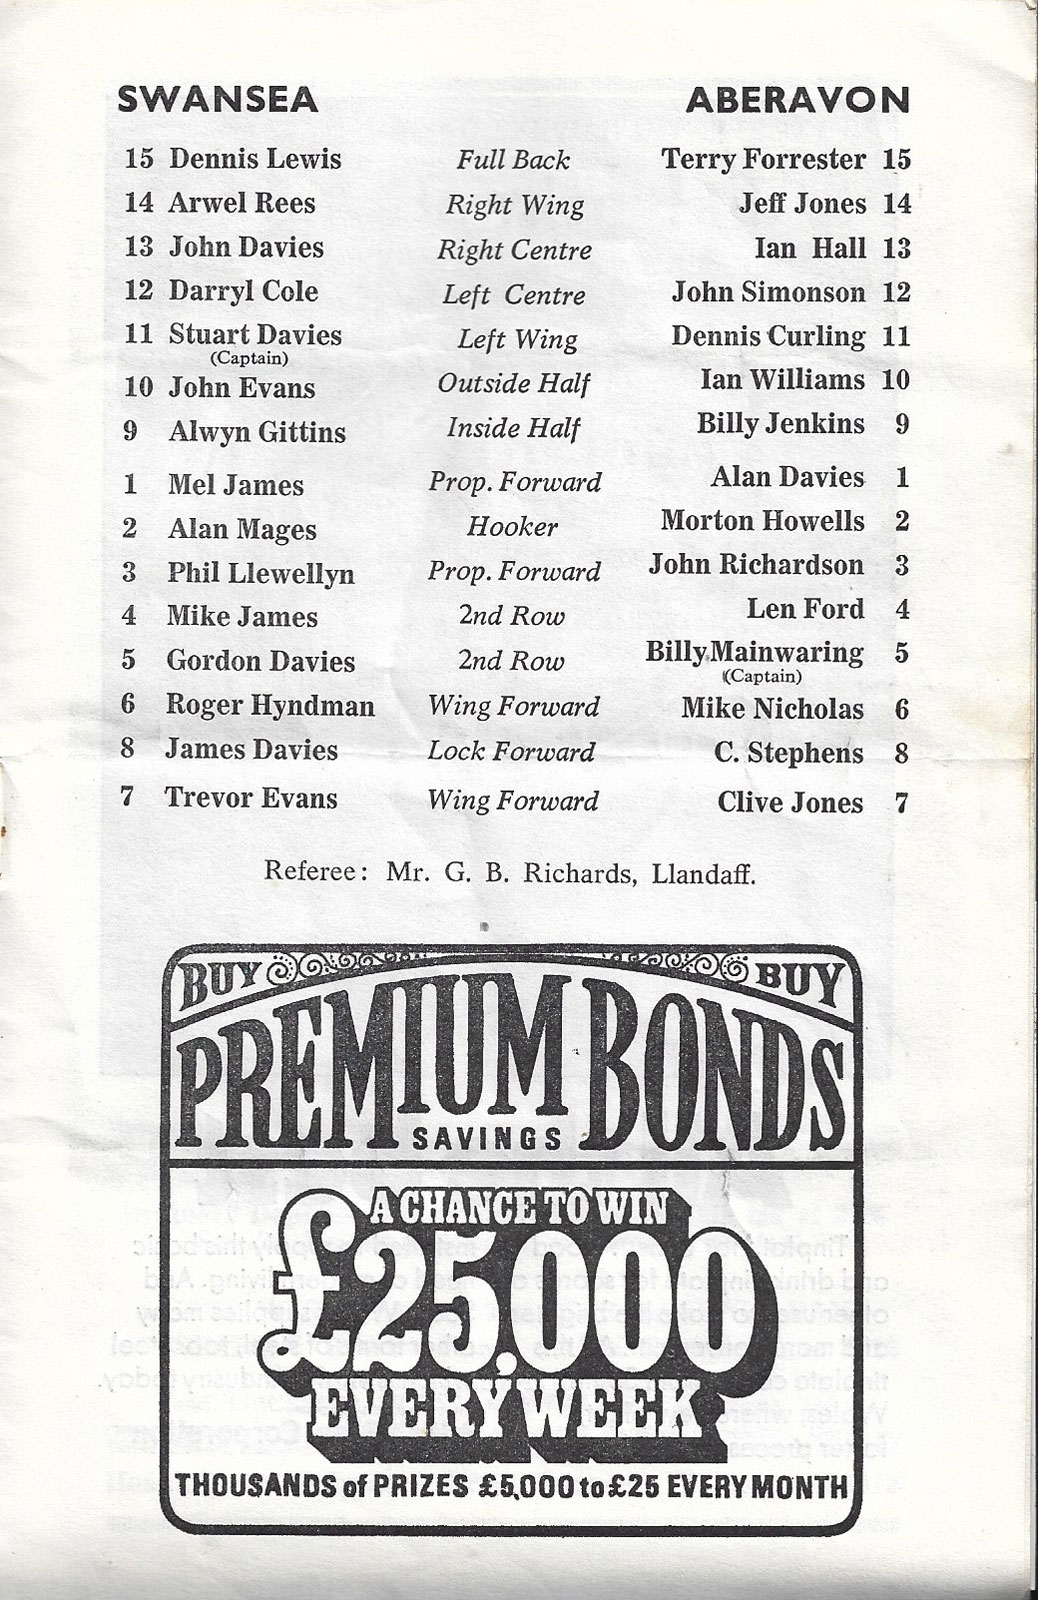 SWANSEA ABERAVON
15 Dennis Lewis Full Back Terry Forrester 15
14 Arwel Rees Right Wing Jeff Jones 14
13 John Davies Right Centre Ian Hall 13
12 Darryl Cole Left Centre John Simonson 12
11 Stuart Davies Left Wing Dennis Curling 11
(Captain)
10 John Evans Outside Half Ian Williams 10
9 Alwyn Gittins Inside Half Billy Jenkins 9
1 Mel James Prop. Forward Alan Davies 1
2 Alan Mages Hooker Morton Howells 2
3 Phil Llewellyn Prop. Forward John Richardson 3
4 Mike James 2nd Row Len Ford 4
5 Gordon Davies 2nd Row Billy Mainwaring 5
(Captain)
6 Roger Hyndman Wing Forward Mike Nicholas 6
8 James Davies Lock Forward C. Stephens 8
7 Trevor Evans Wing Forward Clive Jones 7
Referee: Mr. G. B. Richards, Llandaff.
BUY BUY
PREMIUM BONDS
SAVINGS
A CHANCE TO WIN
£25,000
EVERY WEEK
THOUSANDS of PRIZES £5,000 to £25 EVERY MONTH